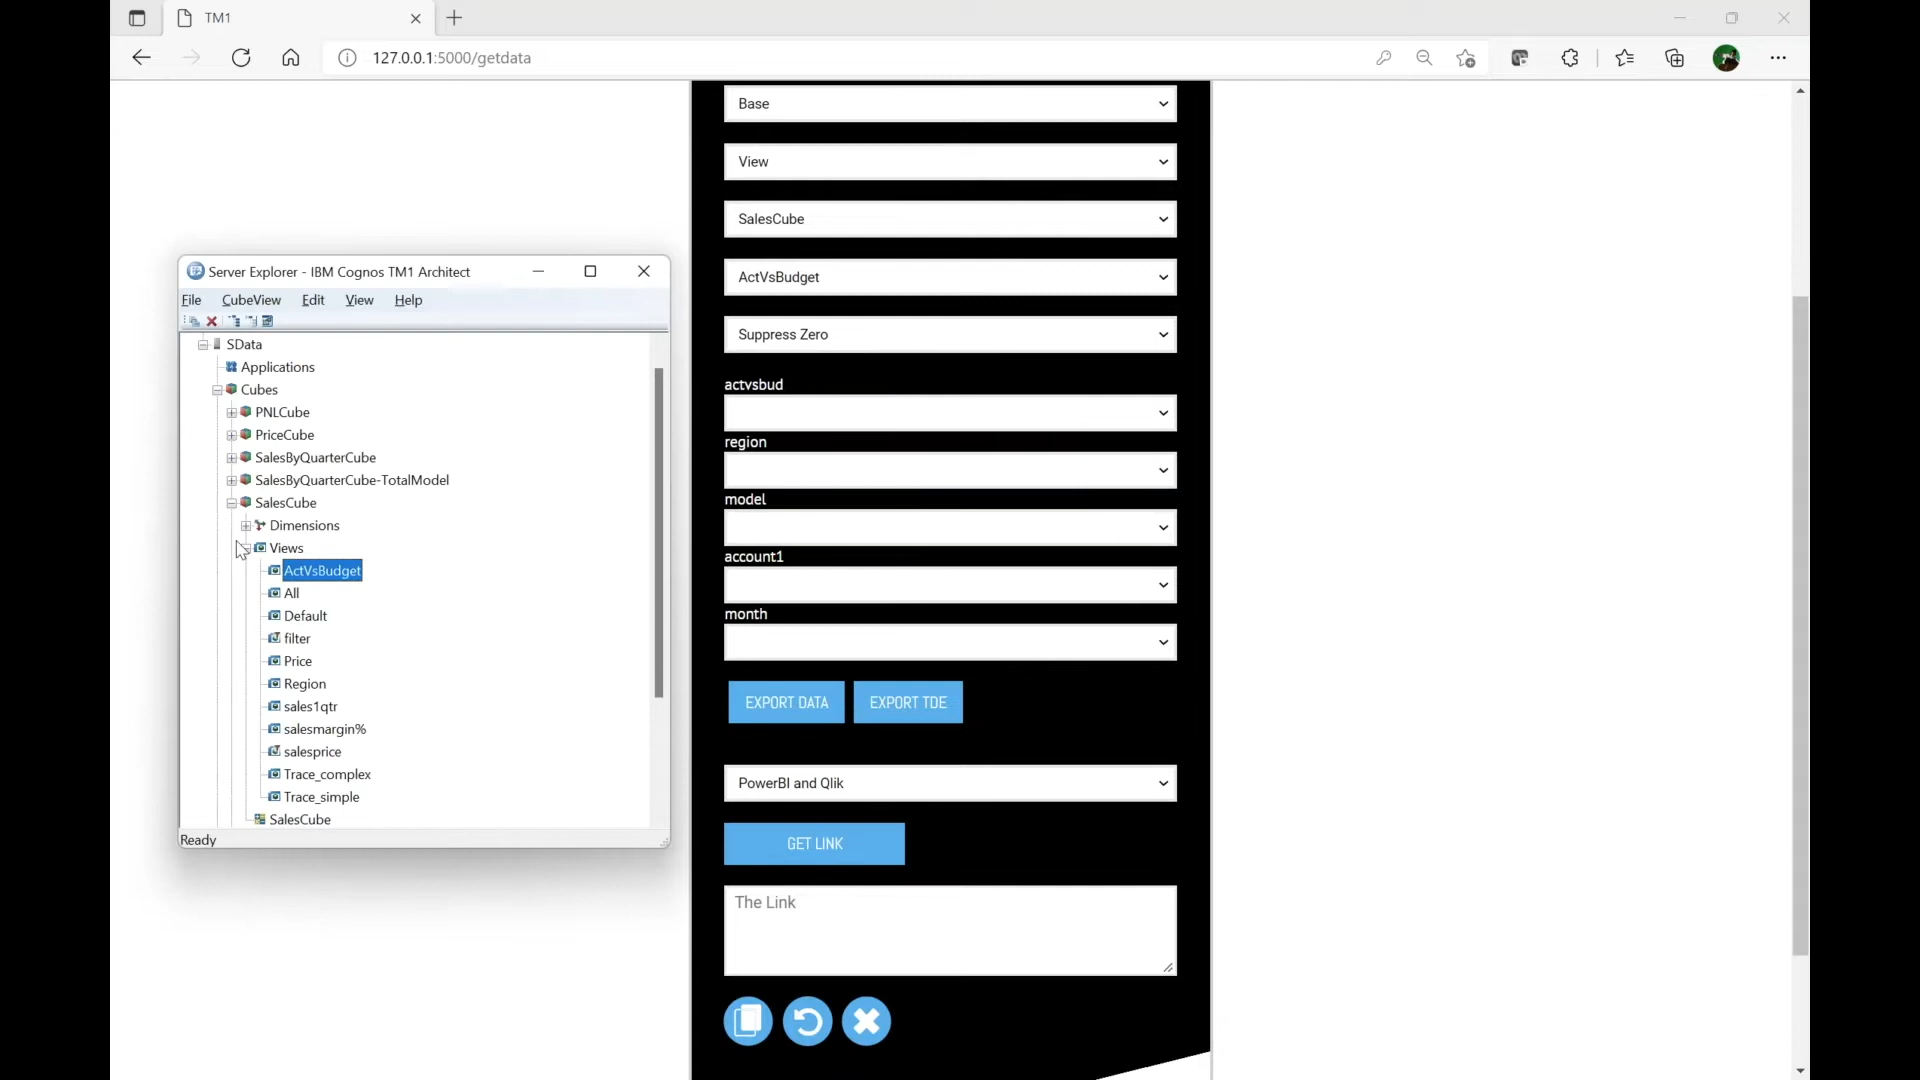 TM1
127.0.0.1:5000/getdata
Base
View
SalesCube
ActVsBudget
Suppress Zero
actvsbud
region
model
account1
month
EXPORT DATA EXPORT TDE
PowerBI and Qlik
GET LINK
The Link
Server Explorer - IBM Cognos TM1 Architect
File CubeView Edit View Help
SData
Applications
Cubes
PNLCube
PriceCube
SalesByQuarterCube
SalesByQuarterCube-TotalModel
SalesCube
Dimensions
Views
ActVsBudget
All
Default
filter
Price
Region
sales1qtr
salesmargin%
salesprice
Trace_complex
Trace_simple
SalesCube
Ready